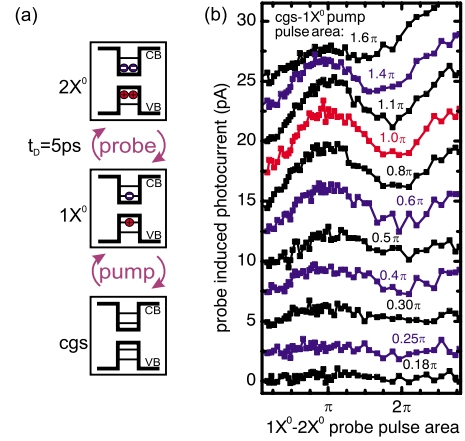 (a)
CB
2X⁰
VB
t_D=5ps
probe
CB
1X⁰
VB
pump
CB
cgs
VB
(b)
cgs-1X⁰ pump
pulse area:
1.6π
1.4π
1.1π
1.0π
0.8π
0.6π
0.5π
0.4π
0.30π
0.25π
0.18π
30
25
20
15
10
5
0
probe induced photocurrent (pA)
π
2π
1X⁰-2X⁰ probe pulse area